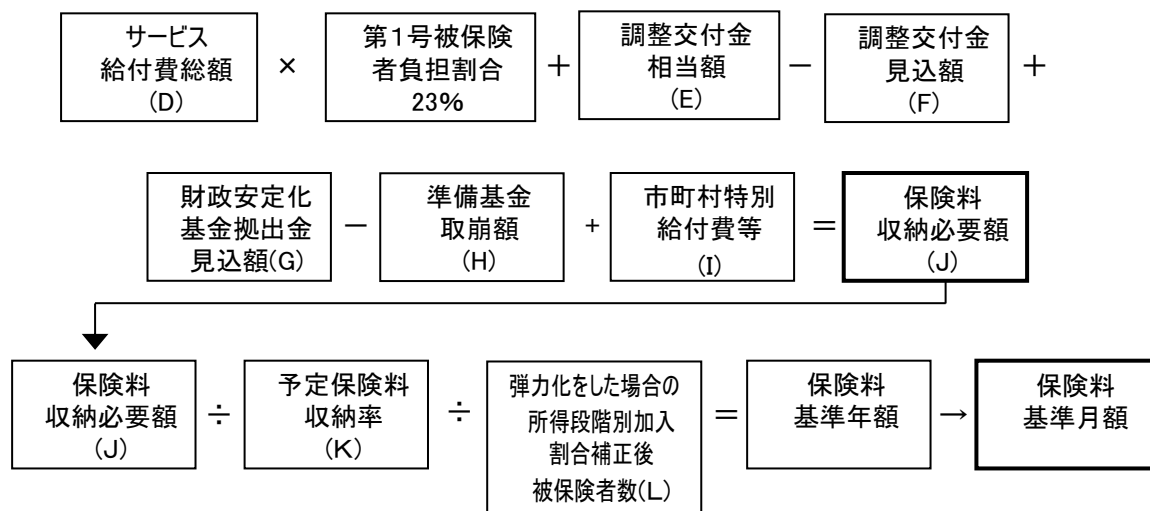 サービス
給付費総額
(D)
×
第1号被保険
者負担割合
23%
＋
調整交付金
相当額
(E)
－
調整交付金
見込額
(F)
＋
財政安定化
基金拠出金
見込額(G)
－
準備基金
取崩額
(H)
+
市町村特別
給付費等
(I)
＝
保険料
収納必要額
(J)
保険料
収納必要額
(J)
÷
予定保険料
収納率
(K)
÷
弾力化をした場合の
所得段階別加入
割合補正後
被保険者数(L)
＝
保険料
基準年額
→
保険料
基準月額